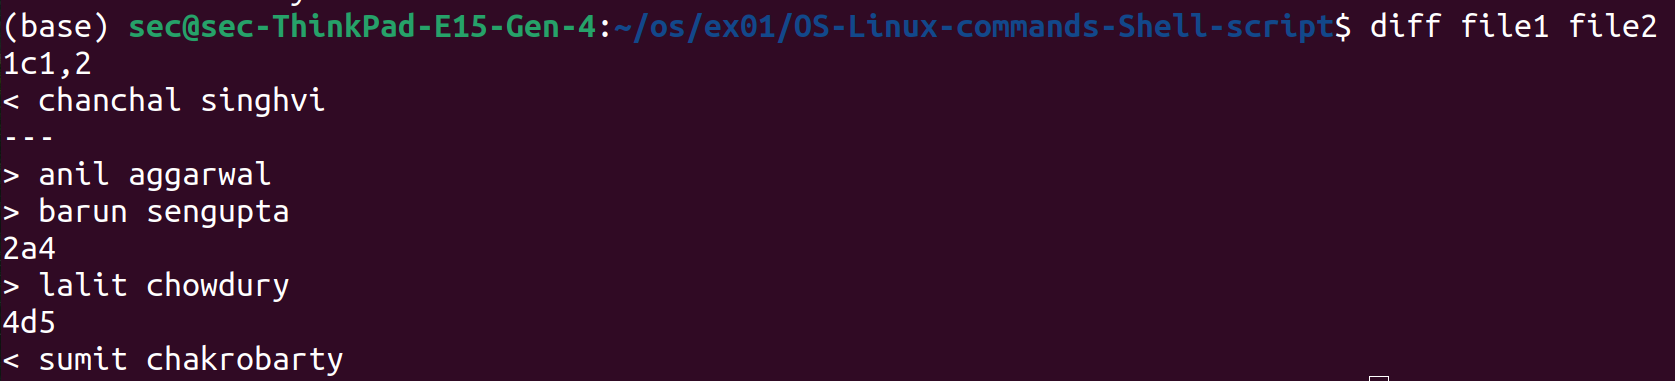 (base) sec@sec-ThinkPad-E15-Gen-4:~/os/ex01/OS-Linux-commands-Shell-script$ diff file1 file2
1c1,2
< chanchal singhvi
---
> anil aggarwal
> barun sengupta
2a4
> lalit chowdury
4d5
< sumit chakrobarty